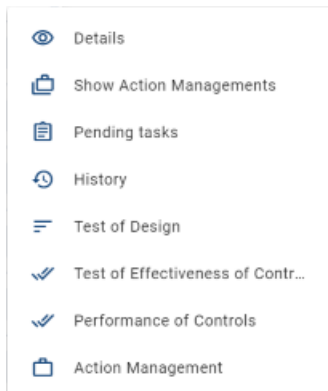 Details
Show Action Managements
Pending tasks
History
Test of Design
Test of Effectiveness of Contr...
Performance of Controls
Action Management